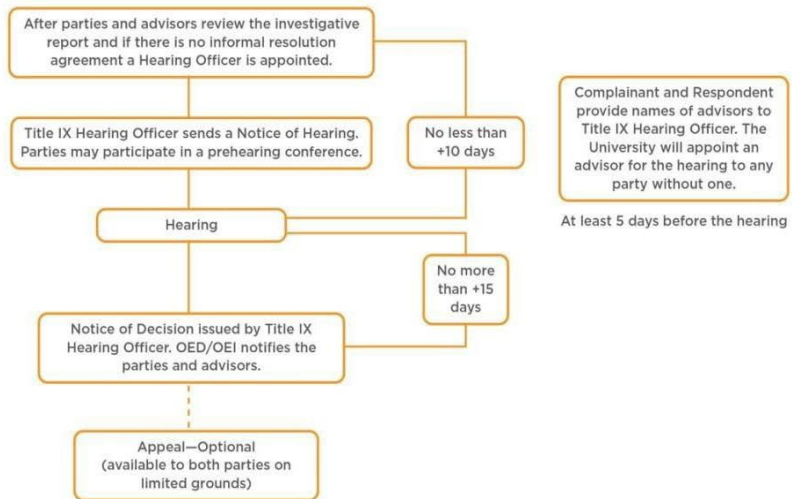 After parties and advisors review the investigative
report and if there is no informal resolution
agreement a Hearing Officer is appointed.
Title IX Hearing Officer sends a Notice of Hearing.
Parties may participate in a prehearing conference.
No less than
+10 days
Complainant and Respondent
provide names of advisors to
Title IX Hearing Officer. The
University will appoint an
advisor for the hearing to any
party without one.
At least 5 days before the hearing
Hearing
No more
than +15
days
Notice of Decision issued by Title IX
Hearing Officer. OED/OEI notifies the
parties and advisors.
Appeal—Optional
(available to both parties on
limited grounds)